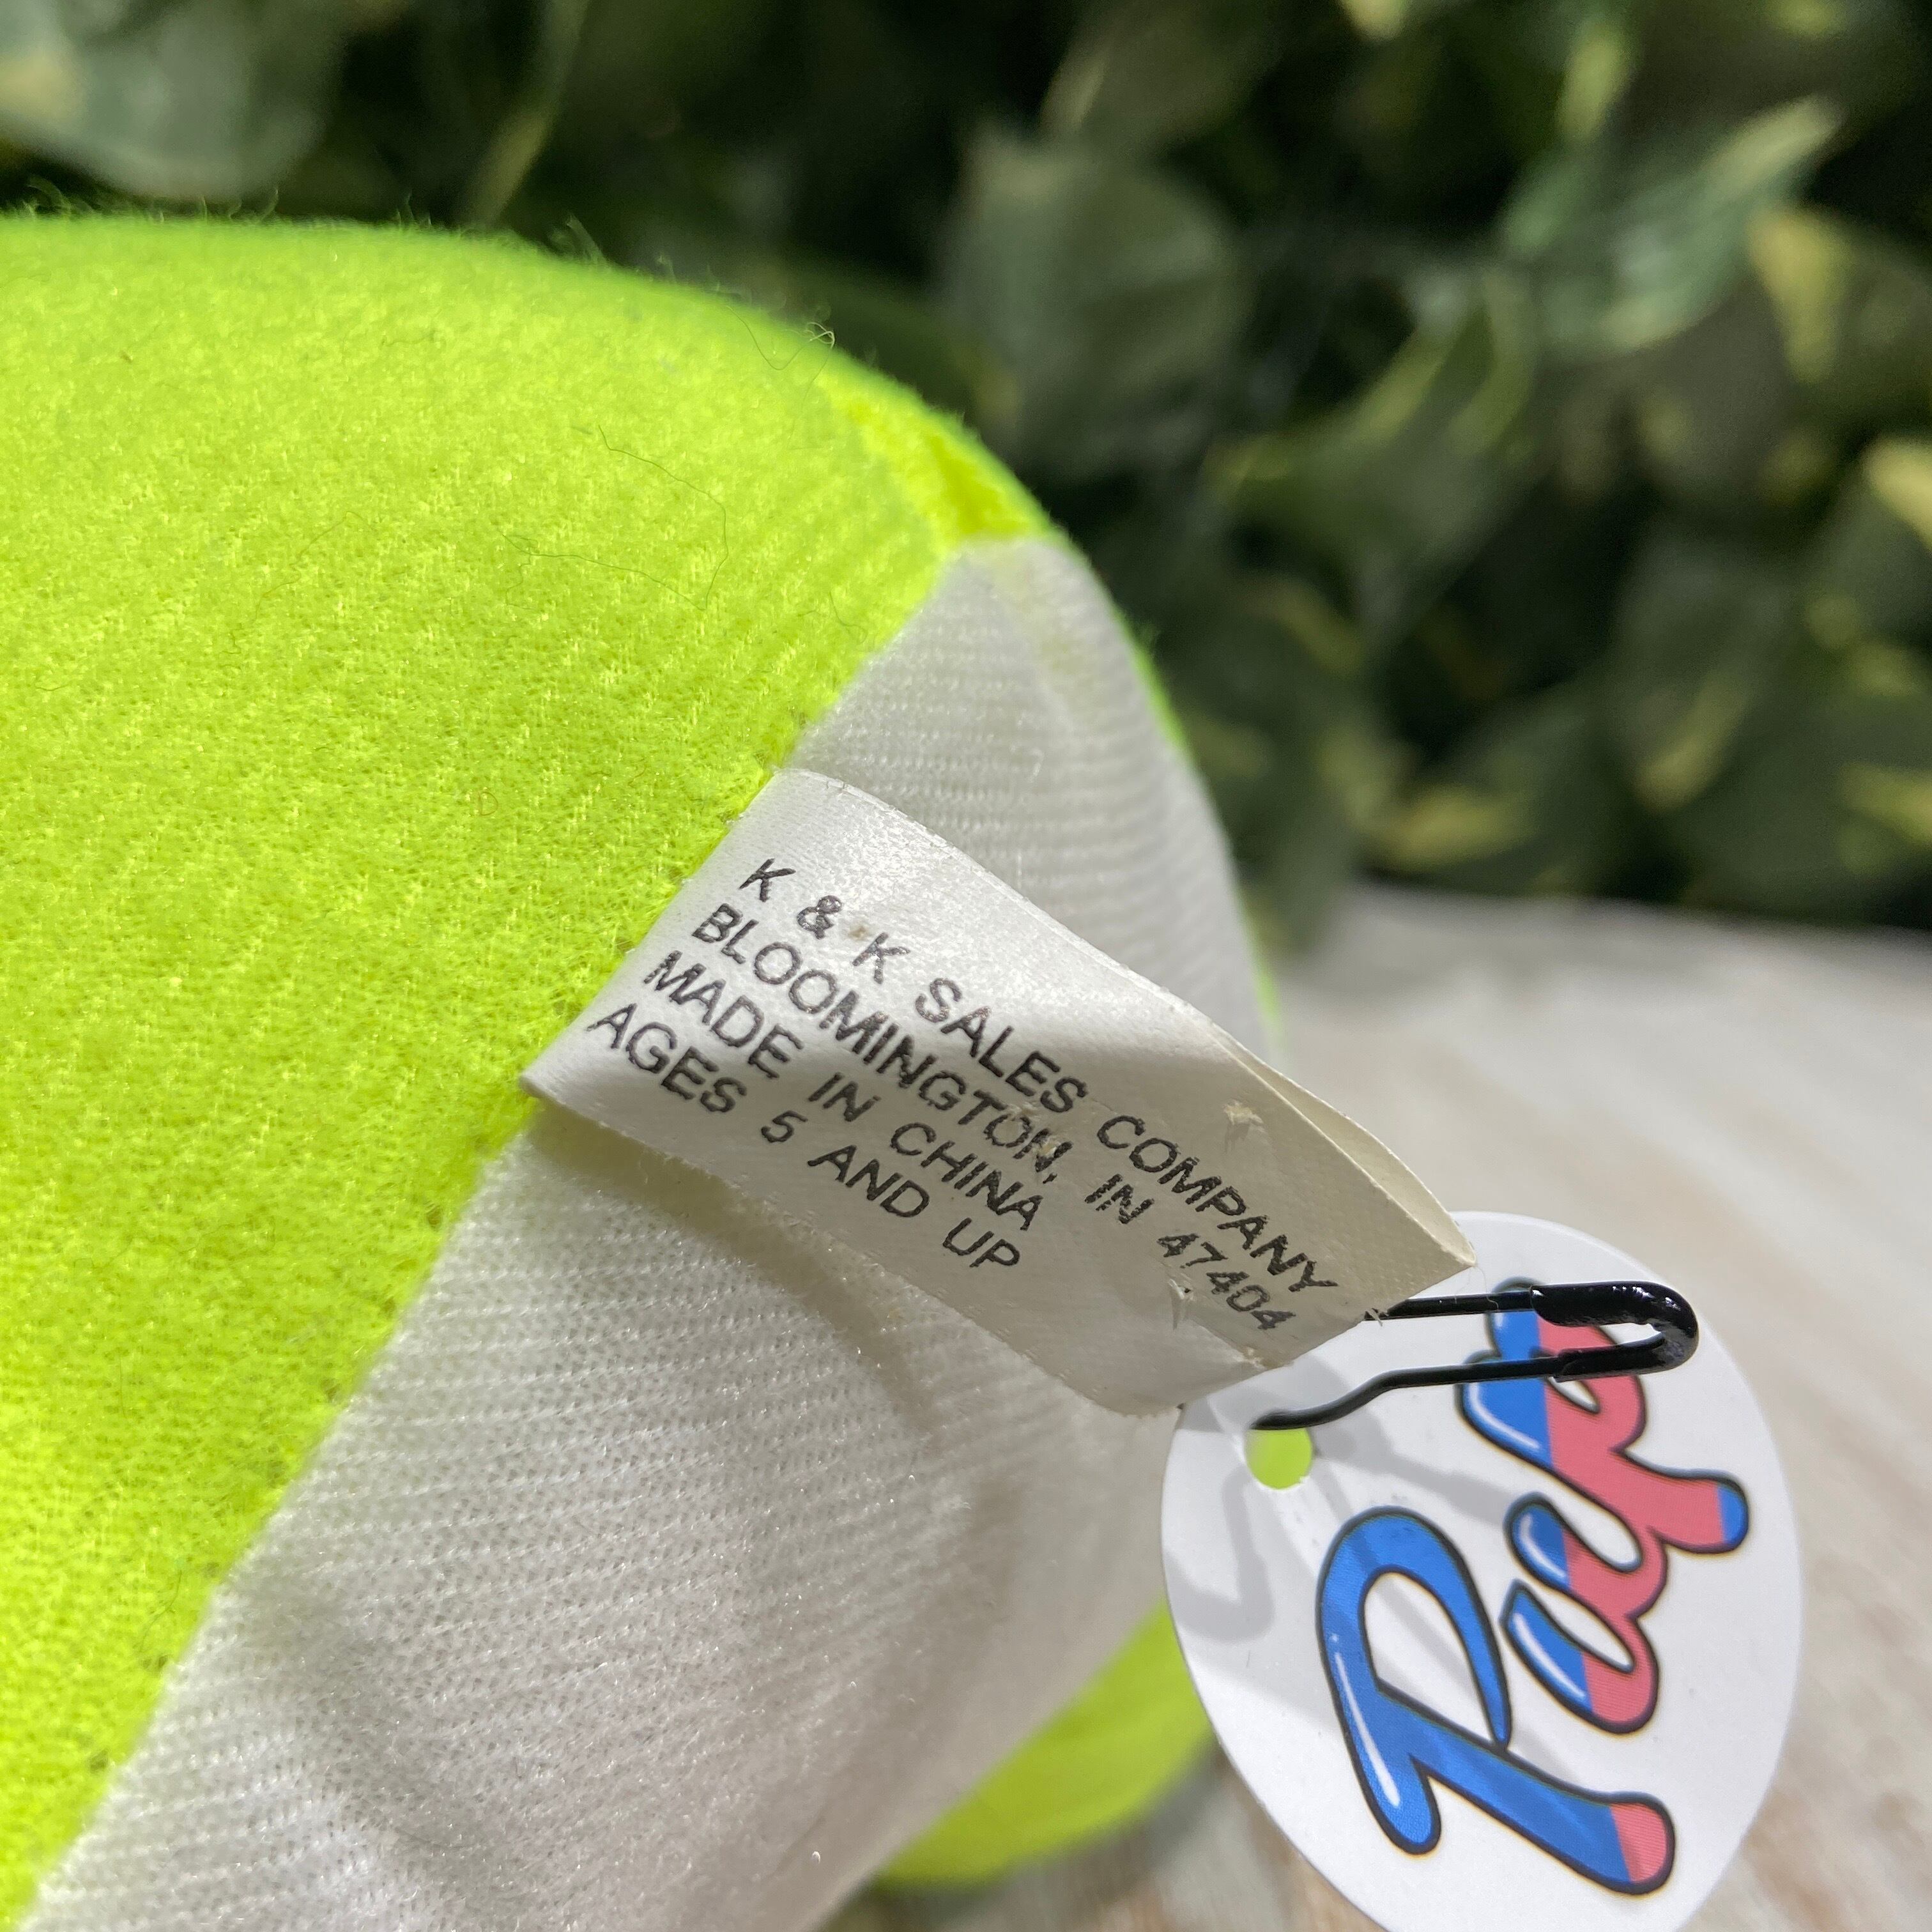 K & K SALES COMPANY
BLOOMINGTON, IN 47404
MADE IN CHINA
AGES 5 AND UP